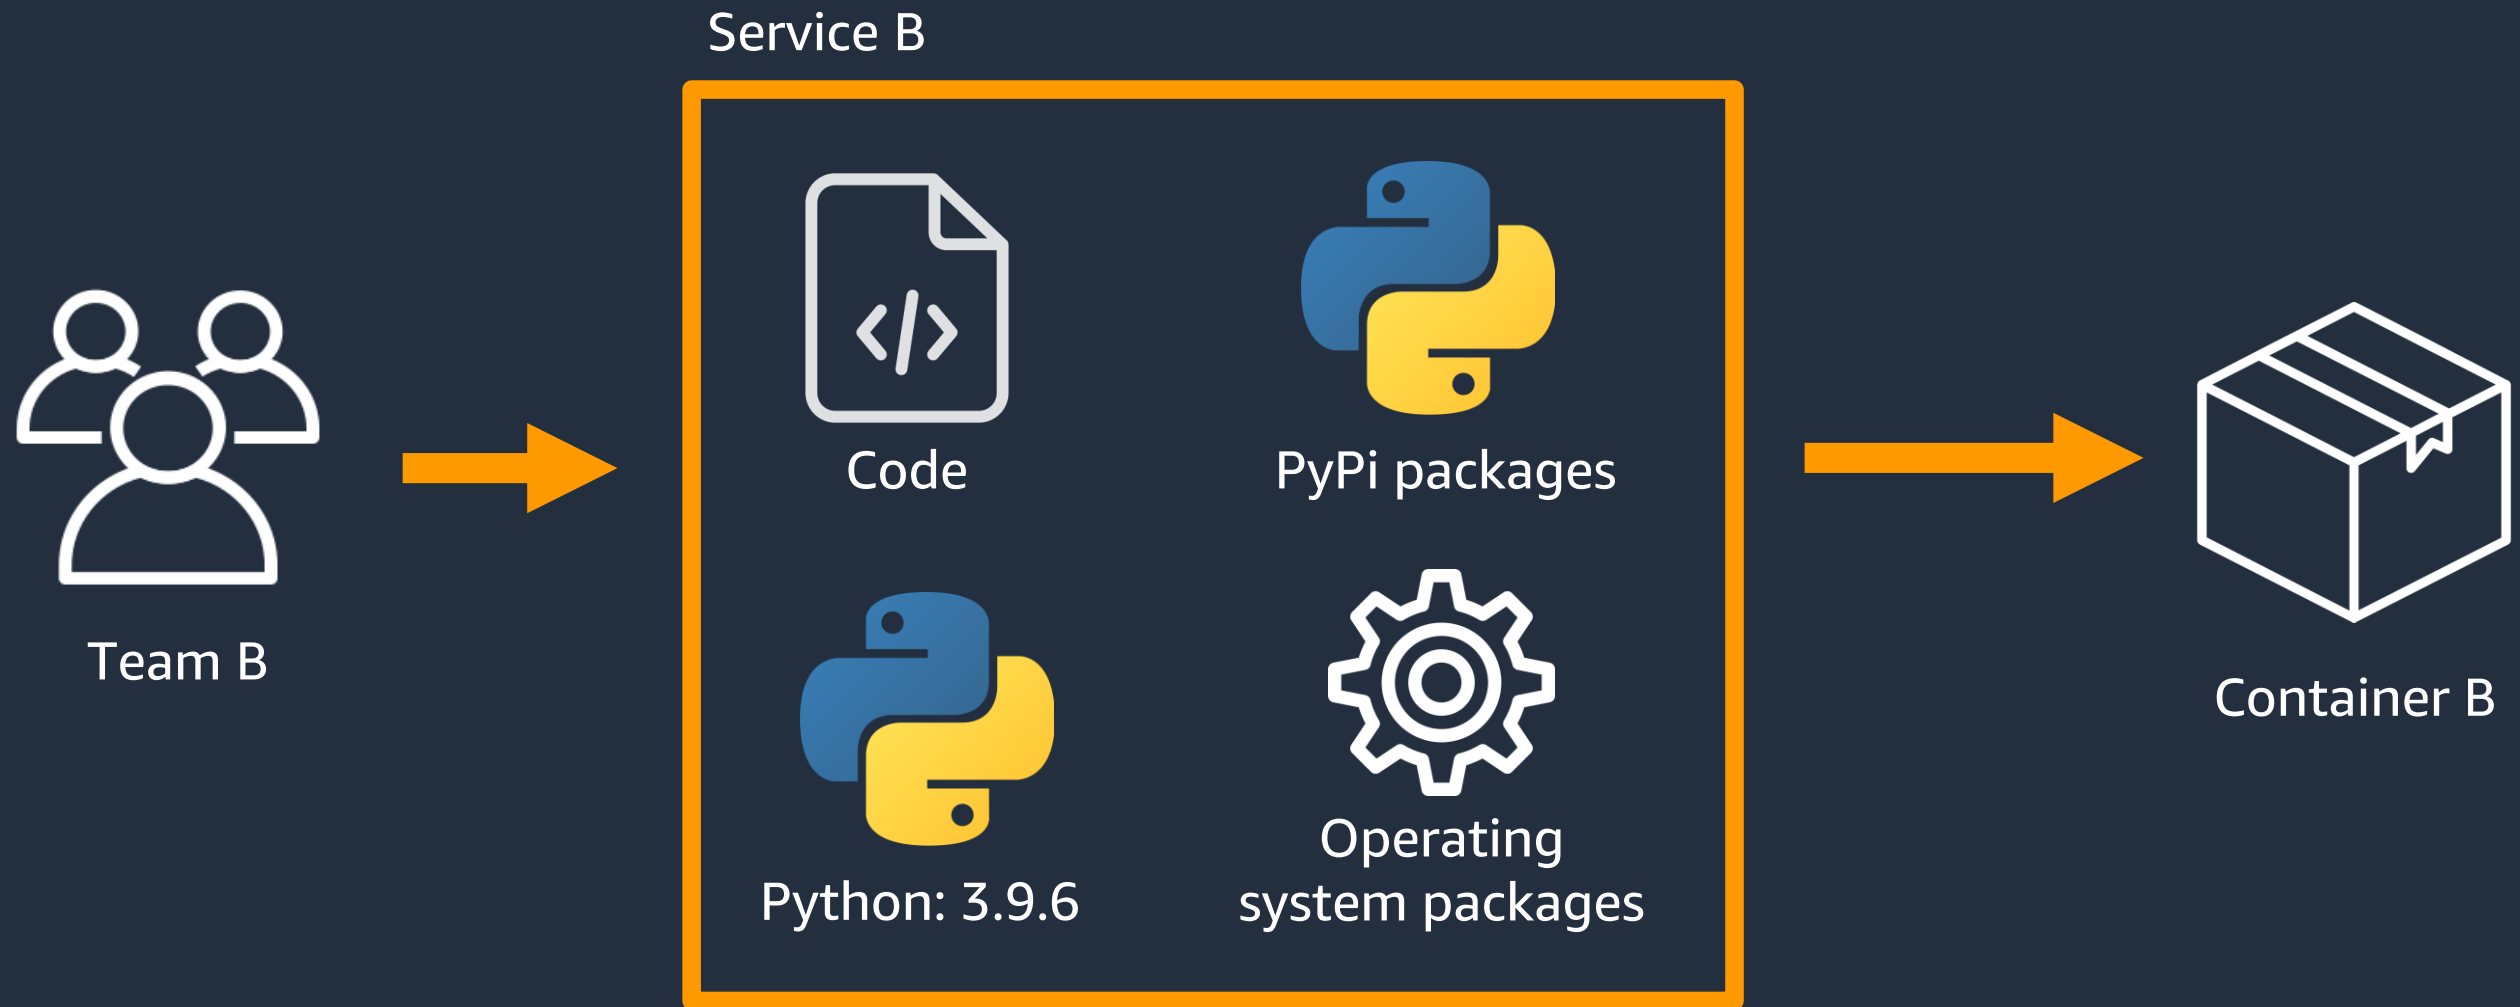 Service B
Team B
Code
PyPi packages
Python: 3.9.6
Operating
system packages
Container B